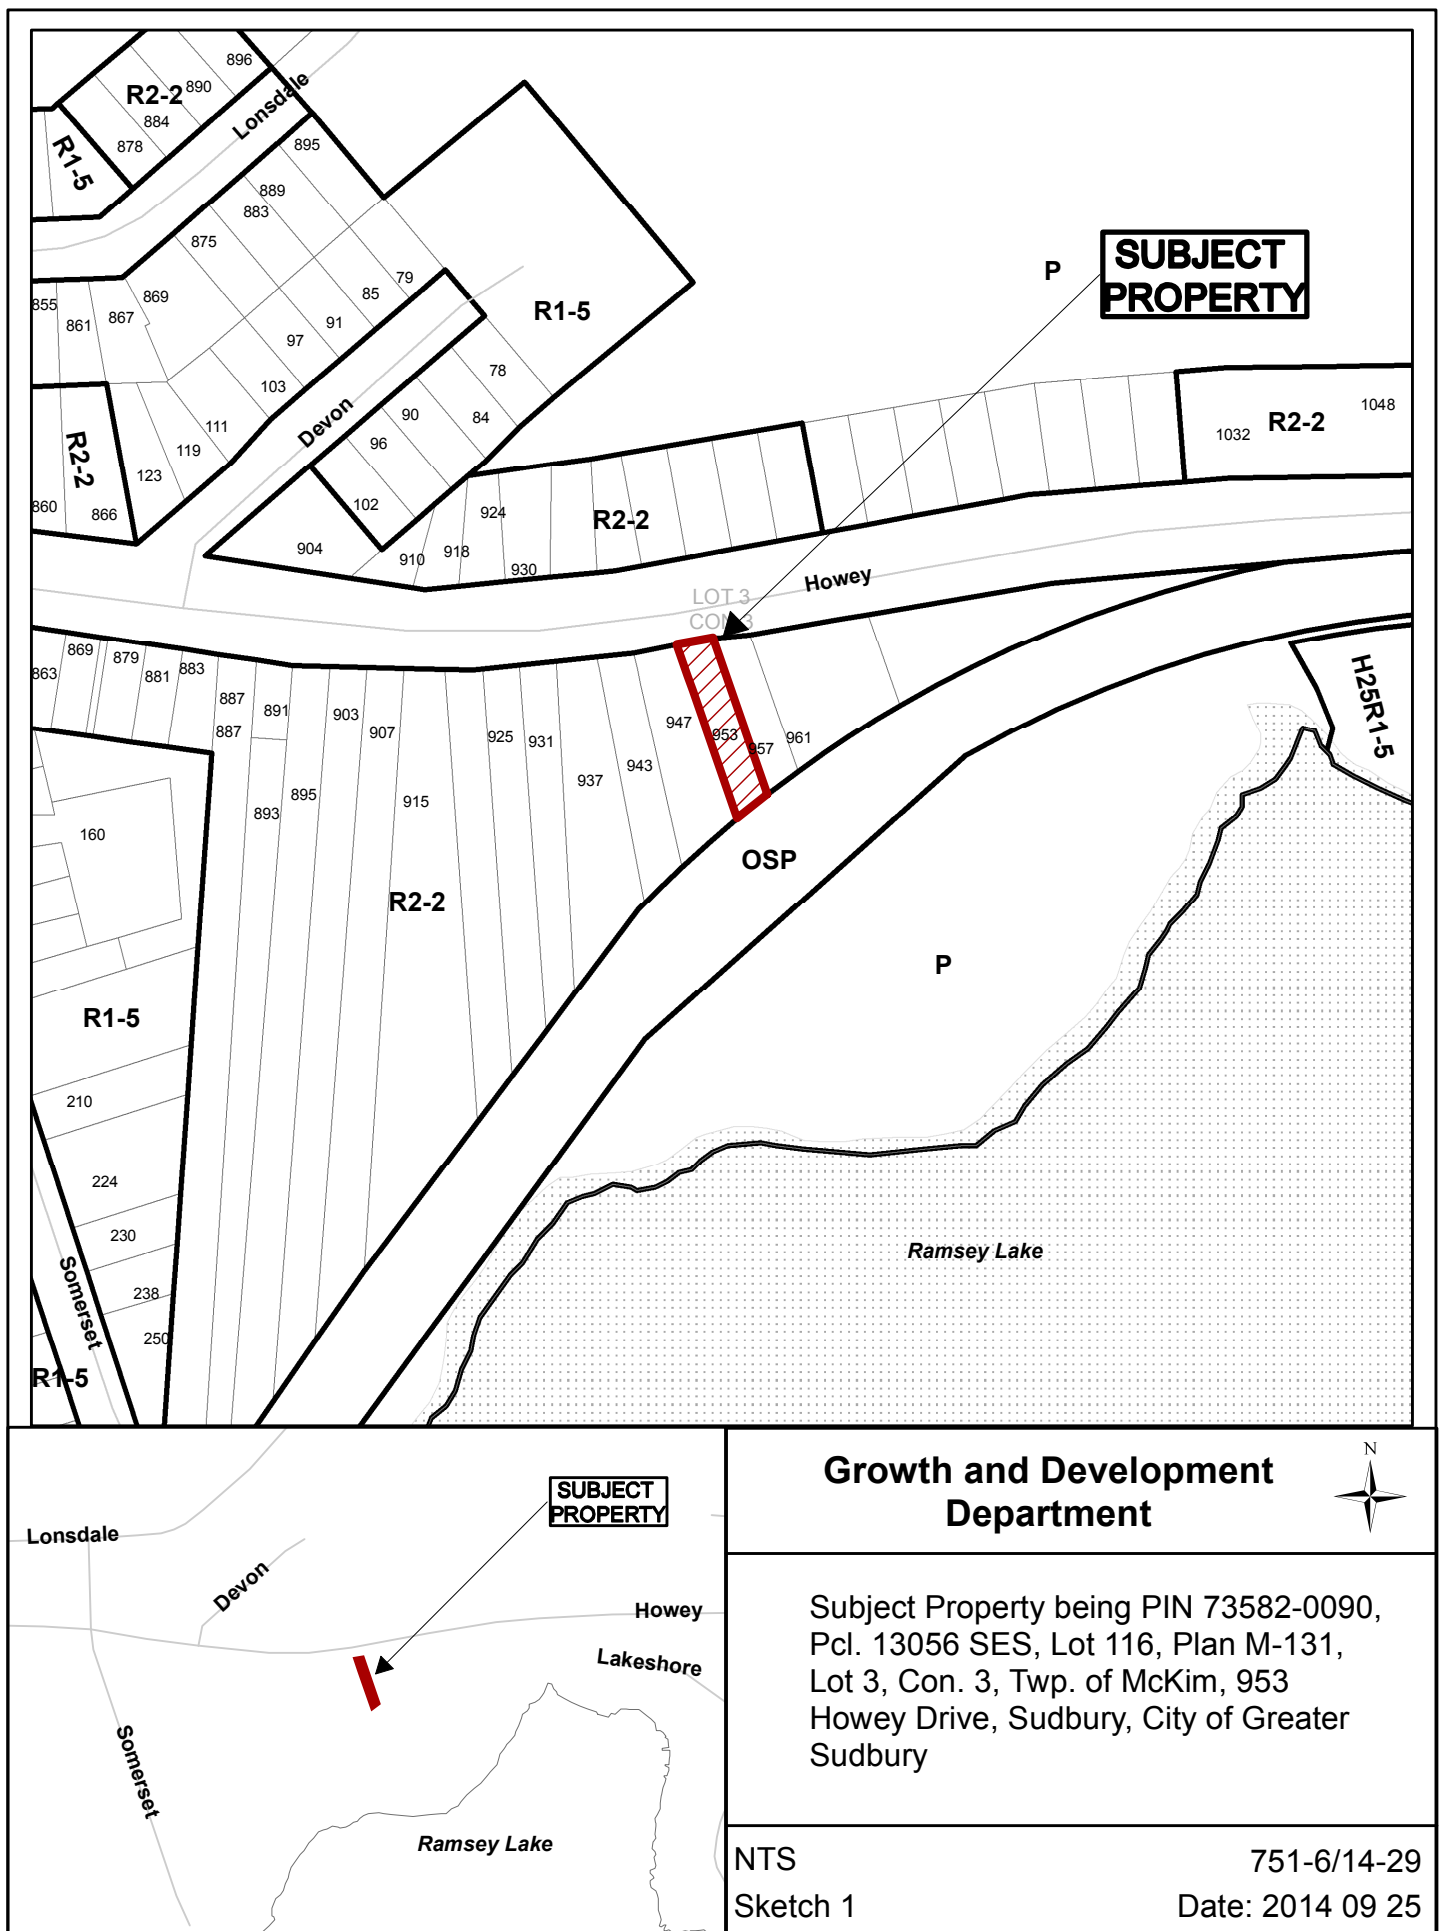 896
R2-2
890
884
878
Lonsdale
R1-5
895
889
883
875
869
855
861
867
79
85
91
97
103
111
119
123
R1-5
78
84
90
96
102
Devon
P
SUBJECT
PROPERTY
R2-2
860
866
904
910
918
924
930
R2-2
1032
R2-2
1048
Howey
LOT 3
CON 3
863
869
879
881
883
887
887
891
893
895
903
907
915
925
931
937
943
947
953
957
961
H25R1-5
160
OSP
R2-2
P
R1-5
210
224
230
238
250
Somerset
R1-5
Ramsey Lake
SUBJECT
PROPERTY
Lonsdale
Devon
Howey
Lakeshore
Somerset
Ramsey Lake
Growth and Development
Department
N
Subject Property being PIN 73582-0090,
Pcl. 13056 SES, Lot 116, Plan M-131,
Lot 3, Con. 3, Twp. of McKim, 953
Howey Drive, Sudbury, City of Greater
Sudbury
NTS
751-6/14-29
Sketch 1
Date: 2014 09 25